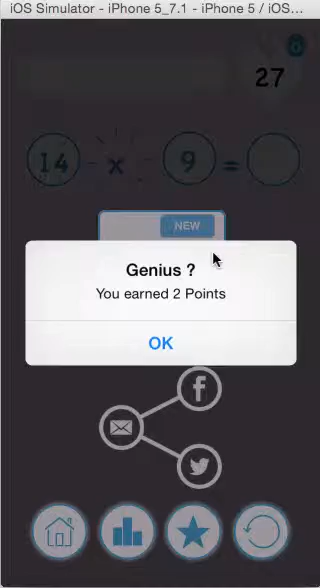 iOS Simulator - iPhone 5_7.1 - iPhone 5 / iOS...
8
27
14 - x - 9 =
NEW
Genius ?
You earned 2 Points
OK